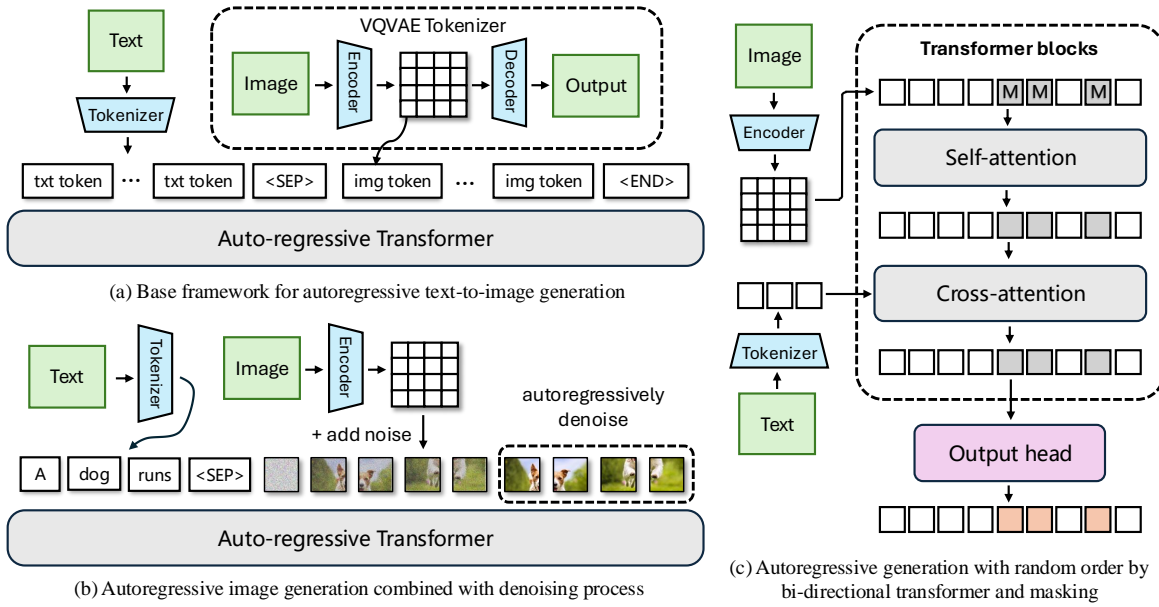 Text
Tokenizer
VQVAE Tokenizer
Image
Encoder
Decoder
Output
txt token ... txt token <SEP> img token ... img token <END>
Auto-regressive Transformer
(a) Base framework for autoregressive text-to-image generation
Text
Tokenizer
Image
Encoder
+ add noise
autoregressively
denoise
A dog runs <SEP>
Auto-regressive Transformer
(b) Autoregressive image generation combined with denoising process
Image
Encoder
Transformer blocks
M M M
Self-attention
Cross-attention
Tokenizer
Text
Output head
(c) Autoregressive generation with random order by
bi-directional transformer and masking